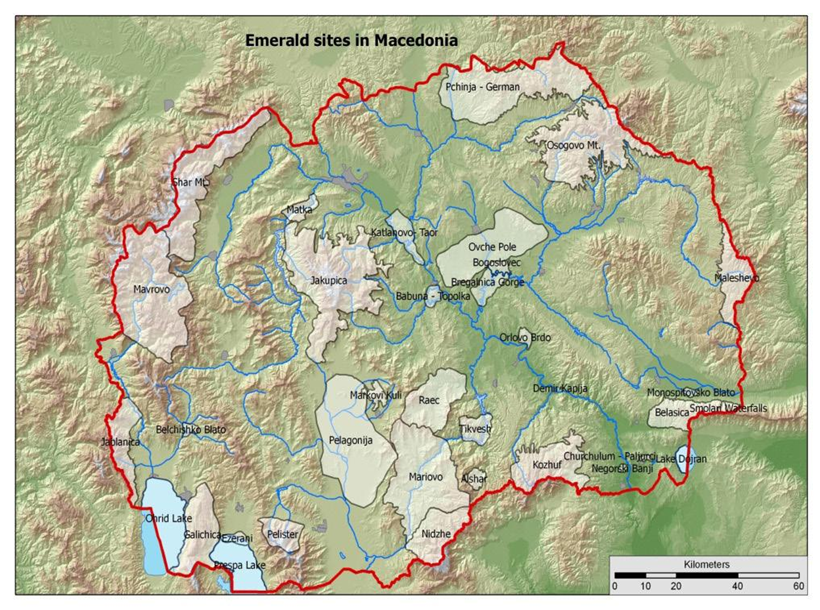 Emerald sites in Macedonia
Pchinja - German
Osogovo Mt.
Shar Mt.
Matka
Katlanovo- Taor
Ovche Pole
Bogoslovec
Maleshevo
Jakupica
Bregalnica Gorge
Mavrovo
Babuna - Topolka
Orlovo Brdo
Demir Kapija
Monospitovsko Blato
Markovi Kuli
Raec
Smolari Waterfalls
Belasica
Belchishko Blato
Tikvesh
Jablanica
Pelagonija
Churchulum - Paljurci
Lake Dojran
Kozhuf
Negorski Banji
Mariovo
Alshar
Ohrid Lake
Galichica
Ezerani
Pelister
Nidzhe
Prespa Lake
Kilometers
0 10 20 40 60